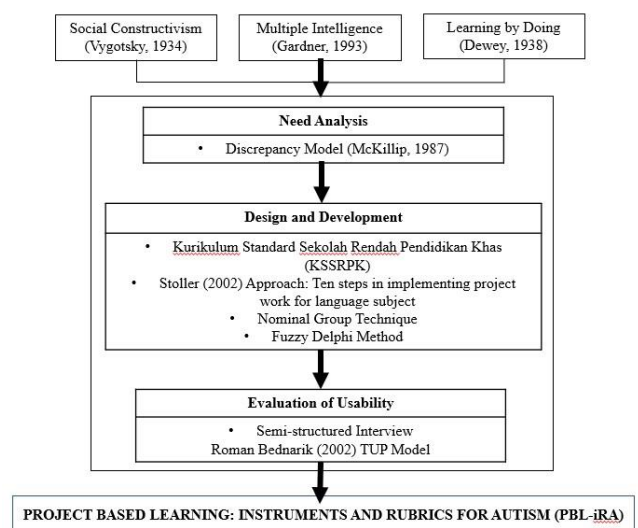 Social Constructivism
(Vygotsky, 1934)
Multiple Intelligence
(Gardner, 1993)
Learning by Doing
(Dewey, 1938)
Need Analysis
• Discrepancy Model (McKillip, 1987)
Design and Development
• Kurikulum Standard Sekolah Rendah Pendidikan Khas
(KSSRPK)
• Stoller (2002) Approach: Ten steps in implementing project
work for language subject
• Nominal Group Technique
• Fuzzy Delphi Method
Evaluation of Usability
• Semi-structured Interview
Roman Bednarik (2002) TUP Model
PROJECT BASED LEARNING: INSTRUMENTS AND RUBRICS FOR AUTISM (PBL-iRA)